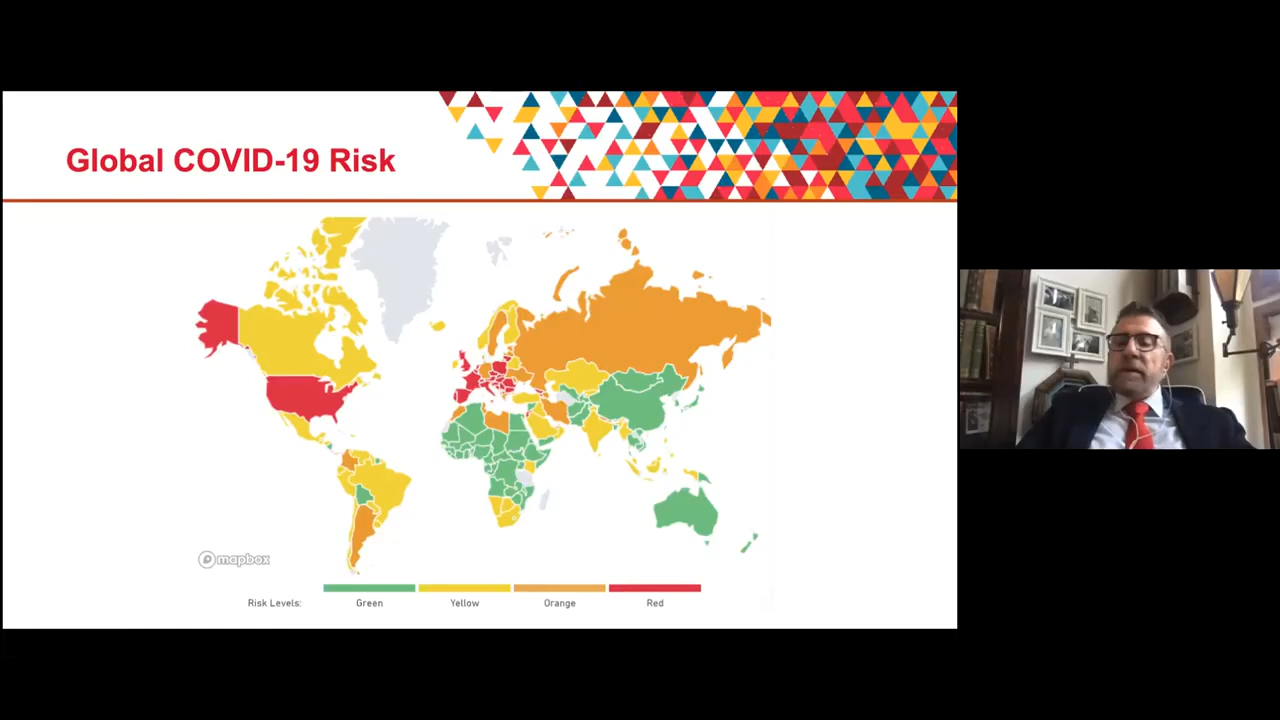 Global COVID-19 Risk
mapbox
Risk Levels:
Green
Yellow
Orange
Red